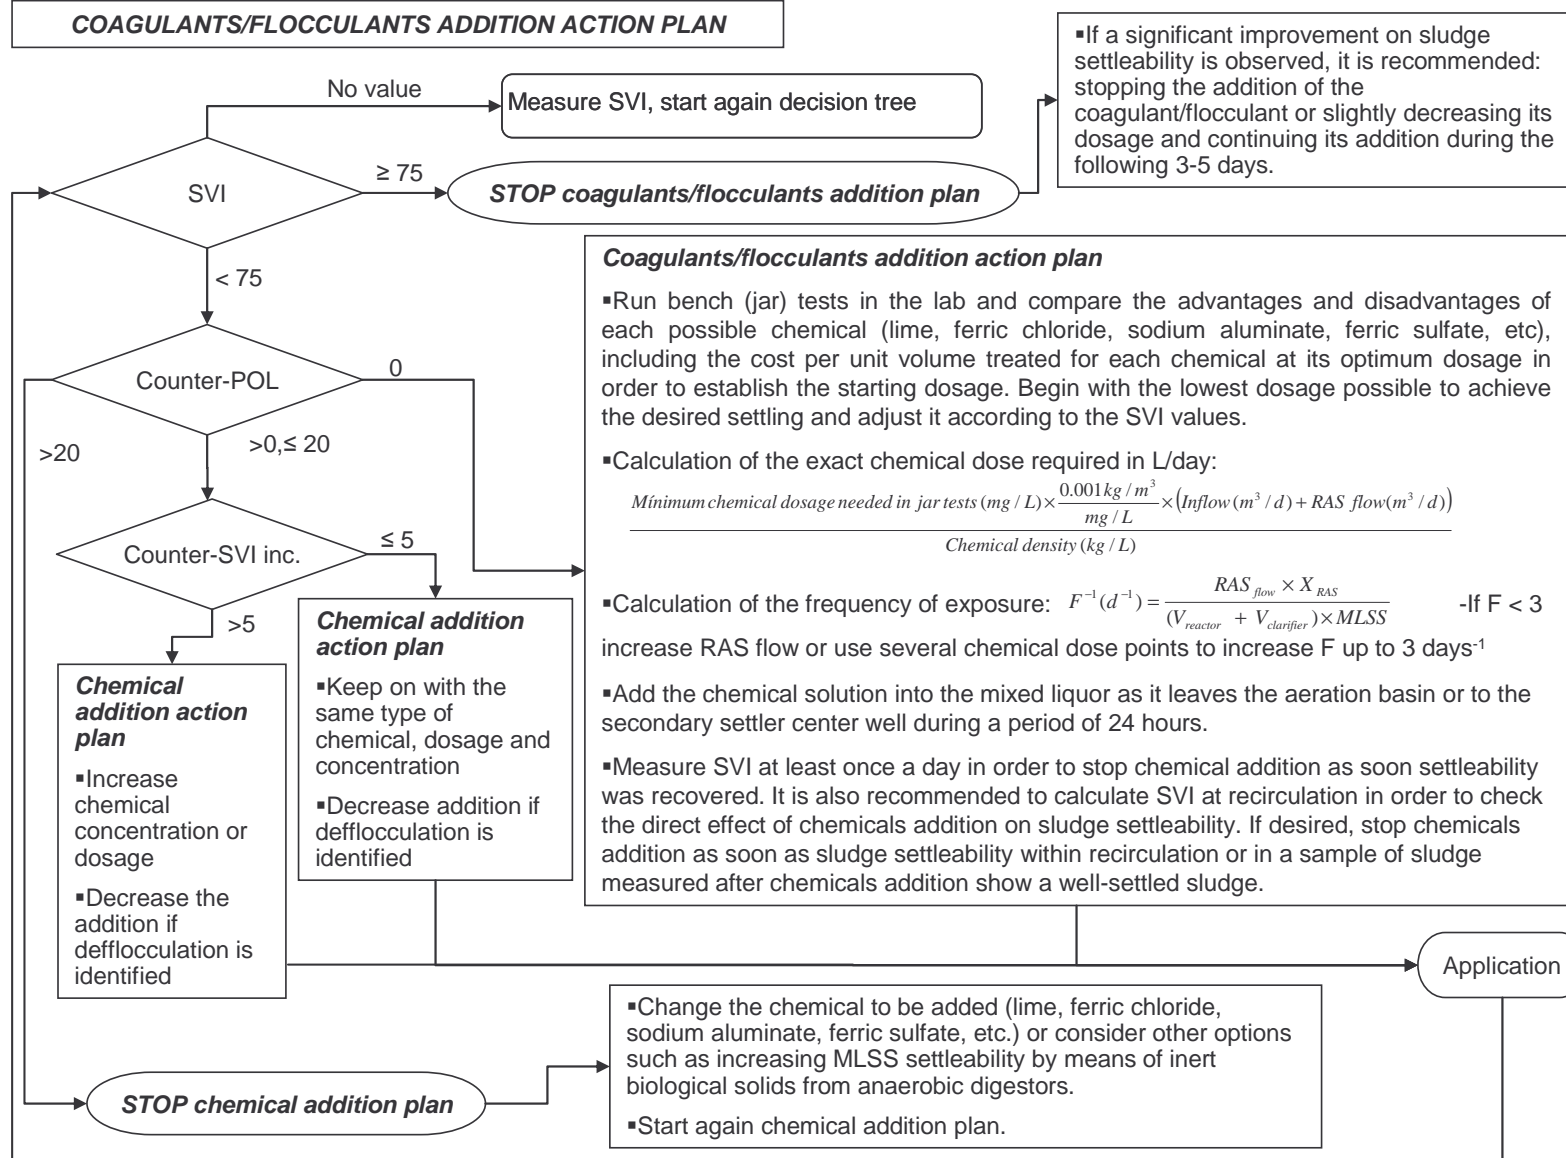 COAGULANTS/FLOCCULANTS ADDITION ACTION PLAN
▪If a significant improvement on sludge
settleability is observed, it is recommended:
stopping the addition of the
coagulant/flocculant or slightly decreasing its
dosage and continuing its addition during the
following 3-5 days.
No value
Measure SVI, start again decision tree
SVI
≥ 75
STOP coagulants/flocculants addition plan
< 75
Counter-POL
0
>20
>0,≤ 20
Counter-SVI inc.
≤ 5
>5
Coagulants/flocculants addition action plan
▪Run bench (jar) tests in the lab and compare the advantages and disadvantages of
each possible chemical (lime, ferric chloride, sodium aluminate, ferric sulfate, etc),
including the cost per unit volume treated for each chemical at its optimum dosage in
order to establish the starting dosage. Begin with the lowest dosage possible to achieve
the desired settling and adjust it according to the SVI values.
▪Calculation of the exact chemical dose required in L/day:
Mínimum chemical dosage needed in jar tests (mg / L) × 0.001kg / m³ / mg / L × (Inflow (m³ / d) + RAS flow(m³ / d))
Chemical density (kg / L)
▪Calculation of the frequency of exposure: F⁻¹(d⁻¹) = RAS flow × X RAS / (V reactor + V clarifier) × MLSS -If F < 3
increase RAS flow or use several chemical dose points to increase F up to 3 days⁻¹
▪Add the chemical solution into the mixed liquor as it leaves the aeration basin or to the
secondary settler center well during a period of 24 hours.
▪Measure SVI at least once a day in order to stop chemical addition as soon settleability
was recovered. It is also recommended to calculate SVI at recirculation in order to check
the direct effect of chemicals addition on sludge settleability. If desired, stop chemicals
addition as soon as sludge settleability within recirculation or in a sample of sludge
measured after chemicals addition show a well-settled sludge.
Chemical addition
action plan
▪Keep on with the
same type of
chemical, dosage and
concentration
▪Decrease addition if
defflocculation is
identified
Chemical
addition action
plan
▪Increase
chemical
concentration or
dosage
▪Decrease the
addition if
defflocculation is
identified
Application
▪Change the chemical to be added (lime, ferric chloride,
sodium aluminate, ferric sulfate, etc.) or consider other options
such as increasing MLSS settleability by means of inert
biological solids from anaerobic digestors.
▪Start again chemical addition plan.
STOP chemical addition plan